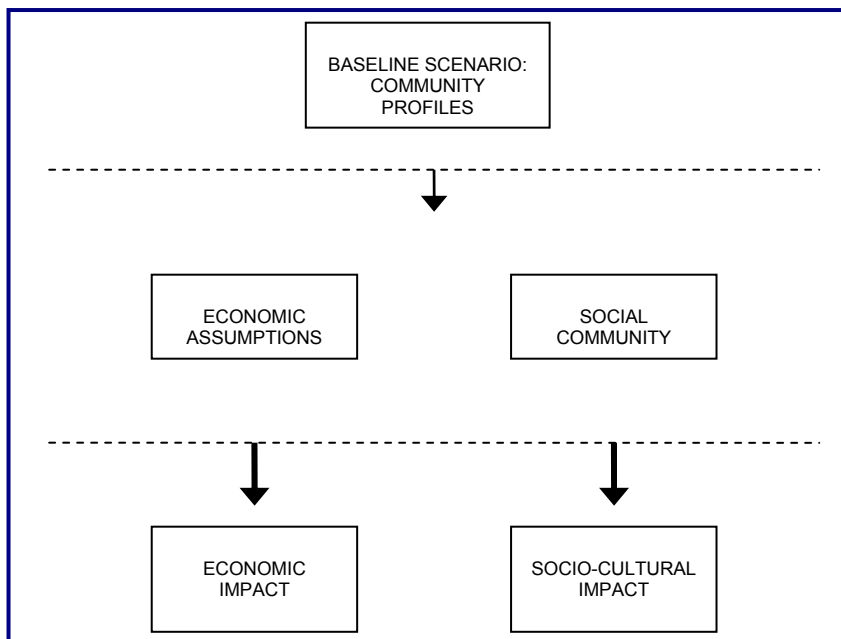 BASELINE SCENARIO:
COMMUNITY
PROFILES
ECONOMIC
ASSUMPTIONS
SOCIAL
COMMUNITY
ECONOMIC
IMPACT
SOCIO-CULTURAL
IMPACT